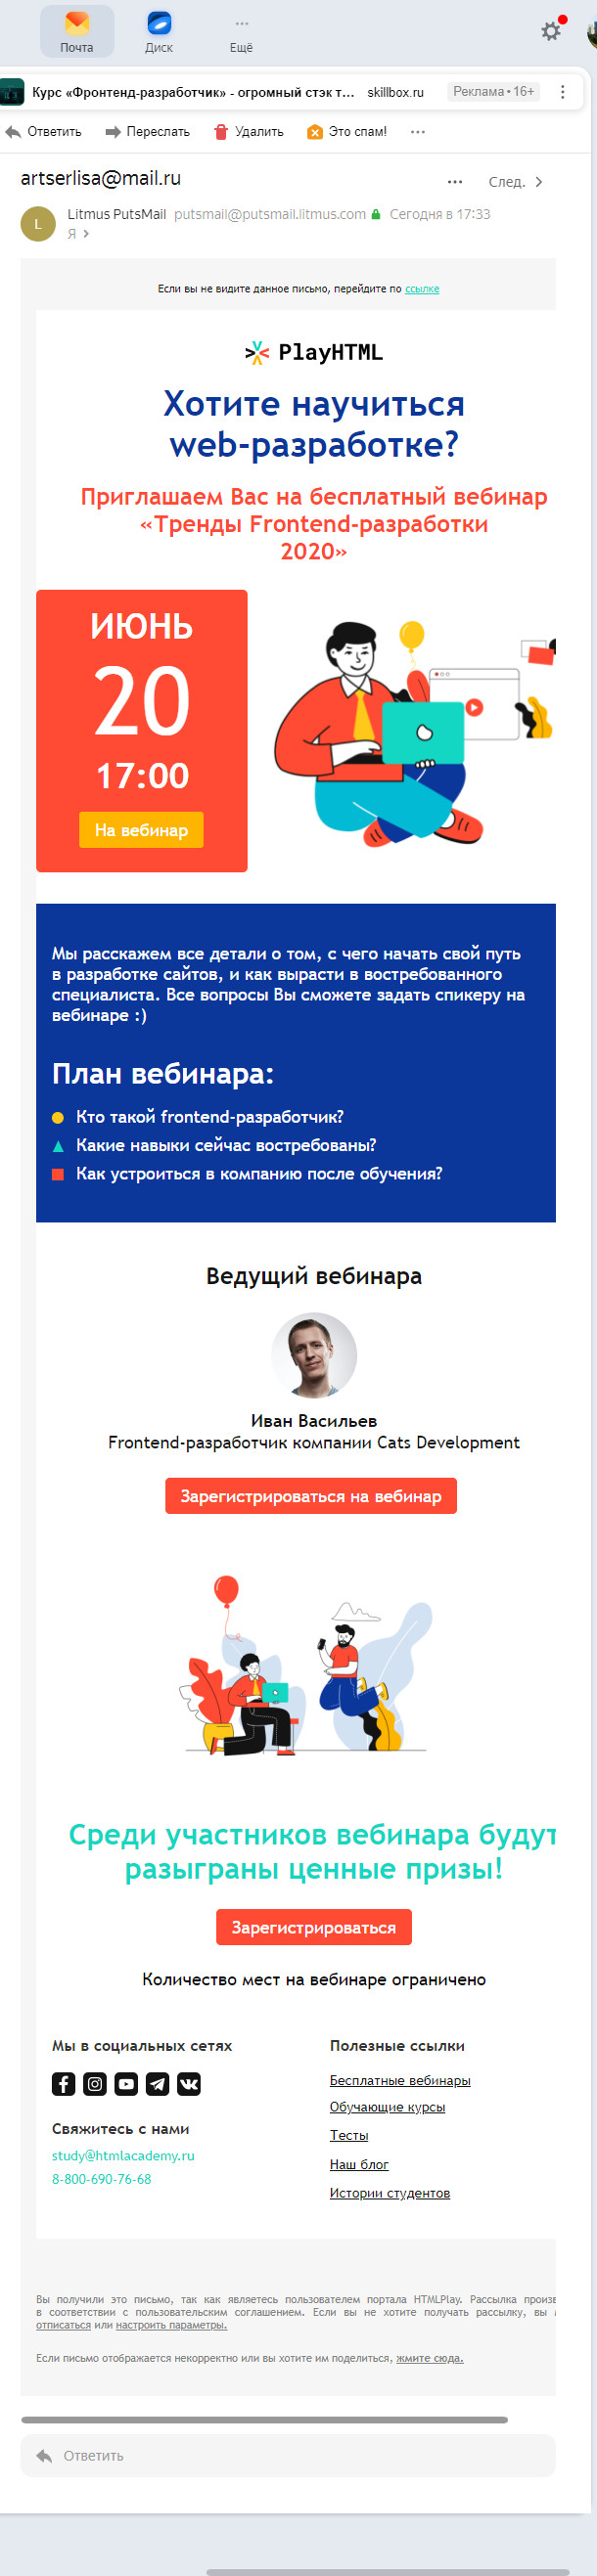 Почта
Диск
Ещё
Курс «Фронтенд-разработчик» - огромный стэк т... skillbox.ru Реклама • 16+
Ответить Переслать Удалить Это спам!
artserlisa@mail.ru
След.
L
Litmus PutsMail putsmail@putsmail.litmus.com Сегодня в 17:33
Я
Если вы не видите данное письмо, перейдите по ссылке
PlayHTML
Хотите научиться
web-разработке?
Приглашаем Вас на бесплатный вебинар
«Тренды Frontend-разработки
2020»
ИЮНЬ
20
17:00
На вебинар
Мы расскажем все детали о том, с чего начать свой путь
в разработке сайтов, и как вырасти в востребованного
специалиста. Все вопросы Вы сможете задать спикеру на
вебинаре :)
План вебинара:
Кто такой frontend-разработчик?
Какие навыки сейчас востребованы?
Как устроиться в компанию после обучения?
Ведущий вебинара
Иван Васильев
Frontend-разработчик компании Cats Development
Зарегистрироваться на вебинар
Среди участников вебинара будут
разыграны ценные призы!
Зарегистрироваться
Количество мест на вебинаре ограничено
Мы в социальных сетях
Свяжитесь с нами
study@htmlacademy.ru
8-800-690-76-68
Полезные ссылки
Бесплатные вебинары
Обучающие курсы
Тесты
Наш блог
Истории студентов
Вы получили это письмо, так как являетесь пользователем портала HTMLPlay. Рассылка произв
в соответствии с пользовательским соглашением. Если вы не хотите получать рассылку, вы
отписаться или настроить параметры.
Если письмо отображается некорректно или вы хотите им поделиться, жмите сюда.
Ответить